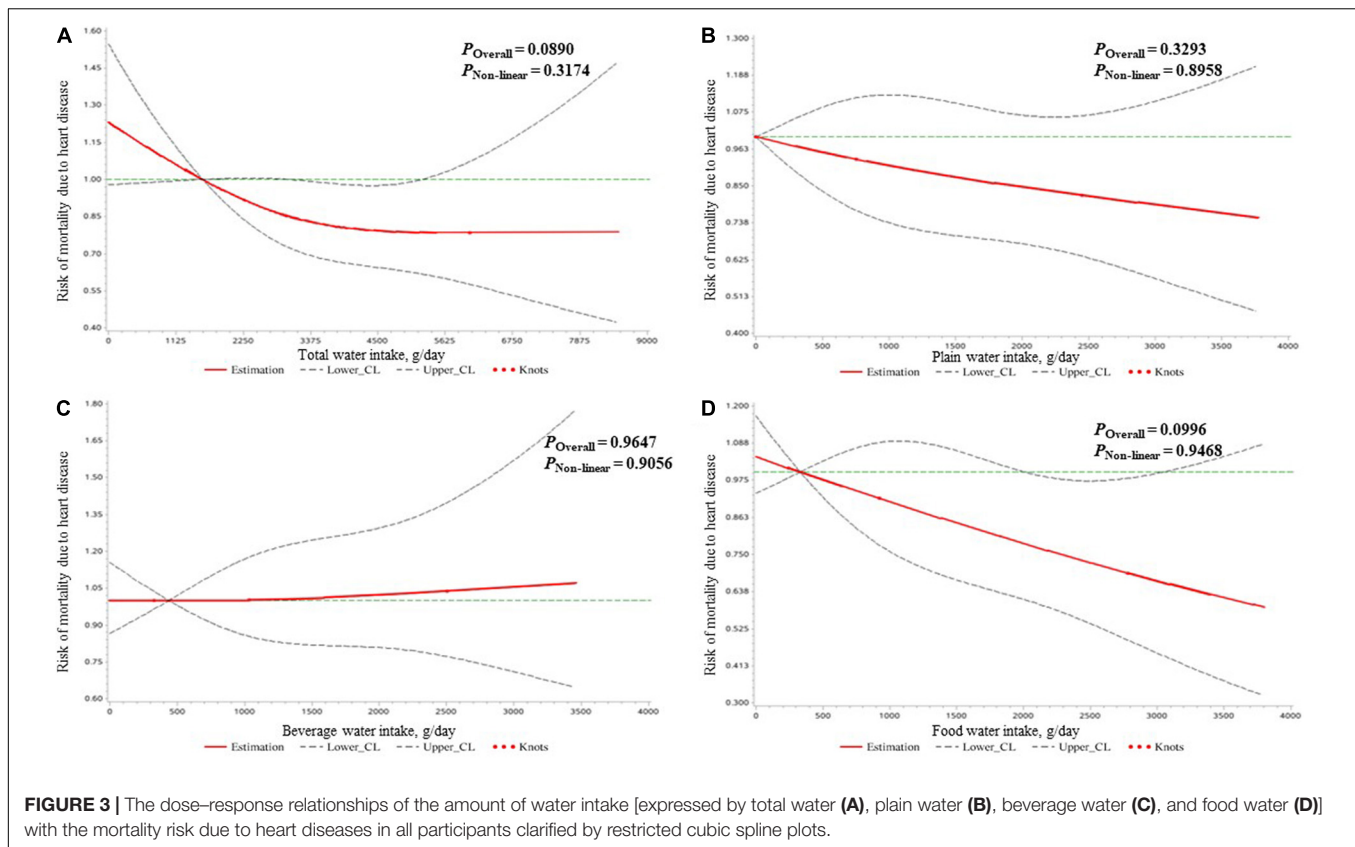 A
P Overall = 0.0890
P Non-linear = 0.3174
Risk of mortality due to heart disease
1.60
1.45
1.30
1.15
1.00
0.85
0.70
0.55
0.40
0 1125 2250 3375 4500 5625 6750 7875 9000
Total water intake, g/day
Estimation Lower_CL Upper_CL Knots
B
P Overall = 0.3293
P Non-linear = 0.8958
Risk of mortality due to heart disease
1.300
1.188
1.075
0.963
0.850
0.738
0.625
0.513
0.400
0 500 1000 1500 2000 2500 3000 3500 4000
Plain water intake, g/day
Estimation Lower_CL Upper_CL Knots
C
P Overall = 0.9647
P Non-linear = 0.9056
Risk of mortality due to heart disease
1.80
1.65
1.50
1.35
1.20
1.05
0.90
0.75
0.60
0 500 1000 1500 2000 2500 3000 3500 4000
Beverage water intake, g/day
Estimation Lower_CL Upper_CL Knots
D
P Overall = 0.0996
P Non-linear = 0.9468
Risk of mortality due to heart disease
1.200
1.088
0.975
0.863
0.750
0.638
0.525
0.413
0.300
0 500 1000 1500 2000 2500 3000 3500 4000
Food water intake, g/day
Estimation Lower_CL Upper_CL Knots
FIGURE 3 | The dose–response relationships of the amount of water intake [expressed by total water (A), plain water (B), beverage water (C), and food water (D)]
with the mortality risk due to heart diseases in all participants clarified by restricted cubic spline plots.